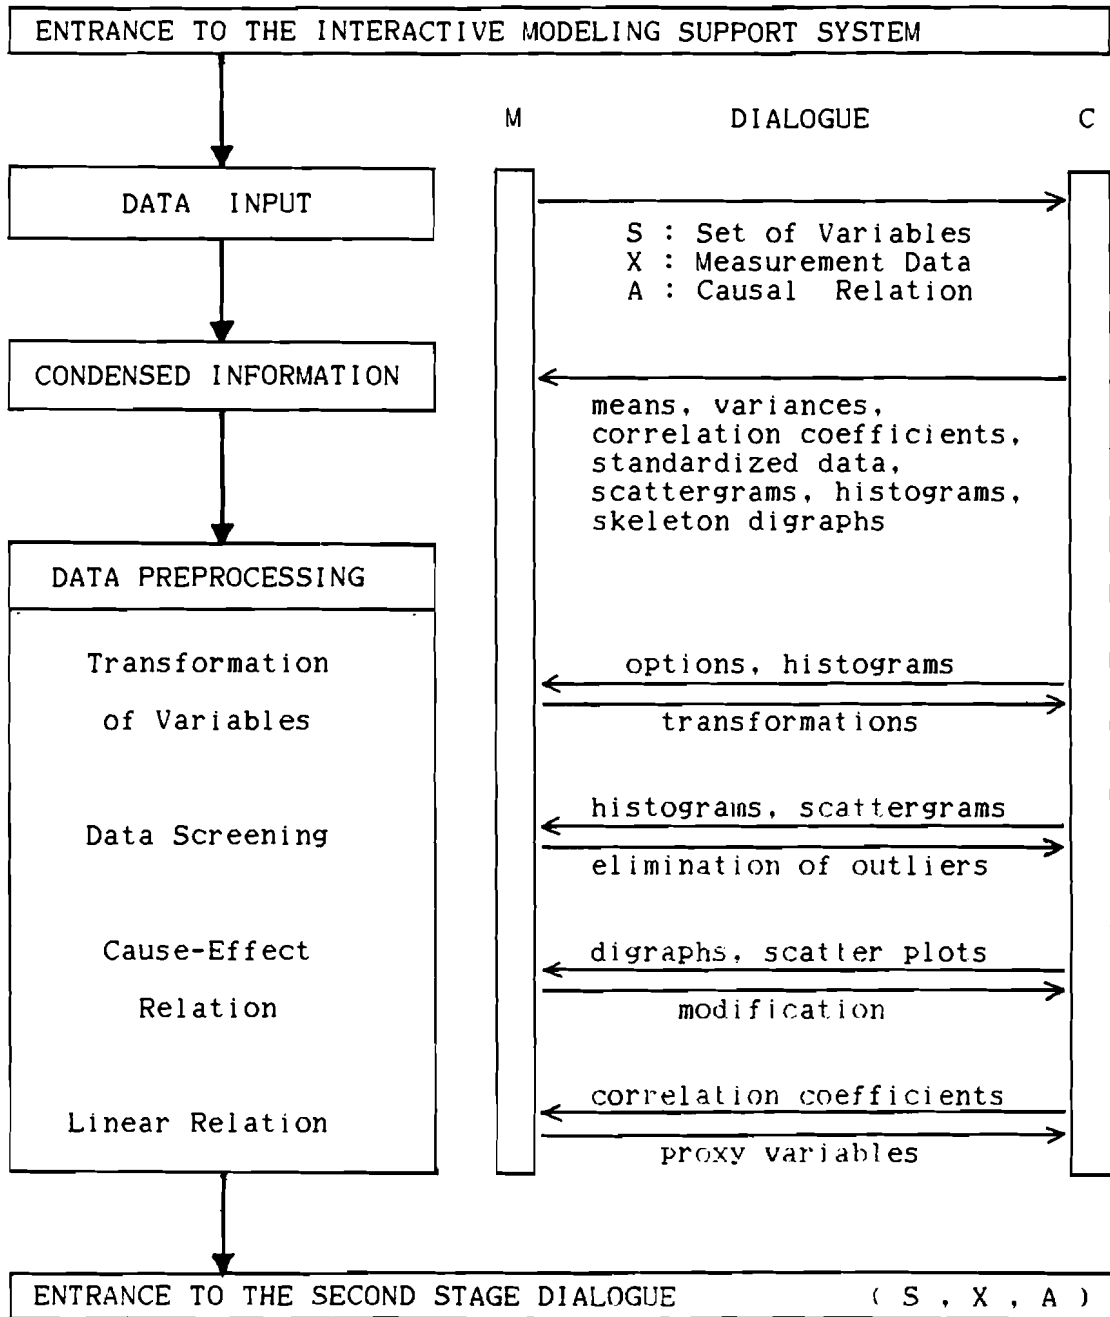 ENTRANCE TO THE INTERACTIVE MODELING SUPPORT SYSTEM
M DIALOGUE C
DATA INPUT
S : Set of Variables
X : Measurement Data
A : Causal Relation
CONDENSED INFORMATION
means, variances,
correlation coefficients,
standardized data,
scattergrams, histograms,
skeleton digraphs
DATA PREPROCESSING
Transformation
of Variables
options, histograms
transformations
Data Screening
histograms, scattergrams
elimination of outliers
Cause-Effect
Relation
digraphs, scatter plots
modification
Linear Relation
correlation coefficients
proxy variables
ENTRANCE TO THE SECOND STAGE DIALOGUE ( S , X , A )